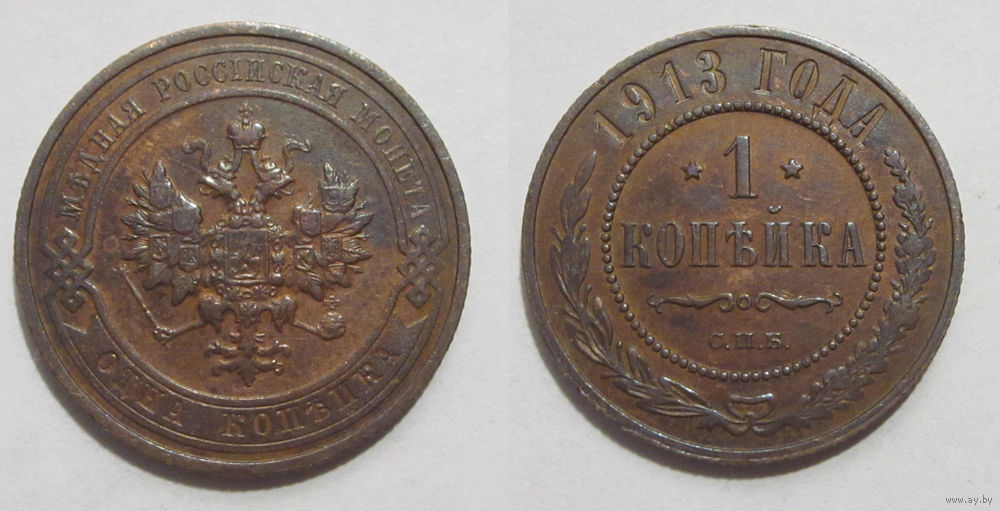 МѢДНАЯ РОССІЙСКАЯ МОНЕТА
ОДНА КОПѢЙКА
1913 ГОДА
1
КОПѢЙКА
С.П.Б.
www.ay.by